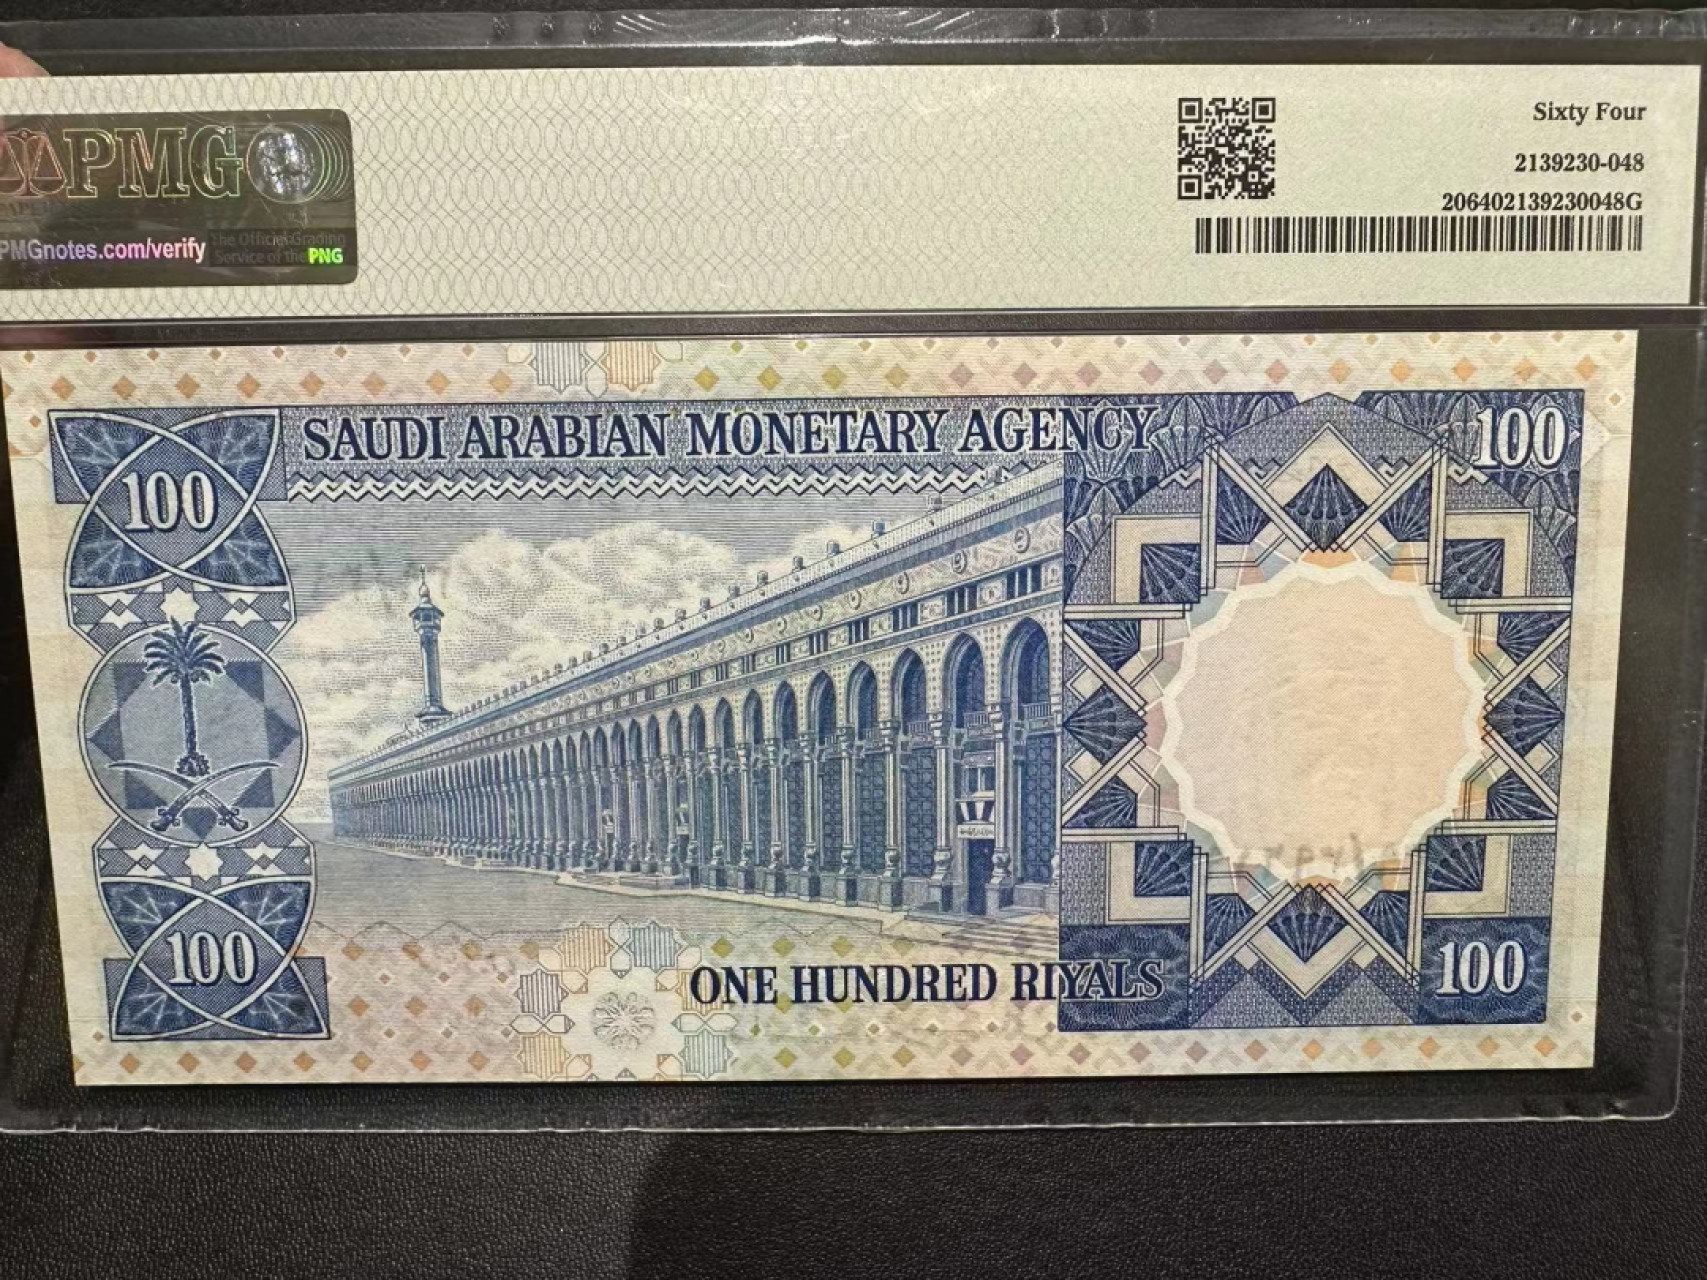 PMG
PMGnotes.com/verify
The Official Grading
Service of the PNG
Sixty Four
2139230-048
206402139230048G
SAUDI ARABIAN MONETARY AGENCY
100
100
ONE HUNDRED RIYALS
100
100